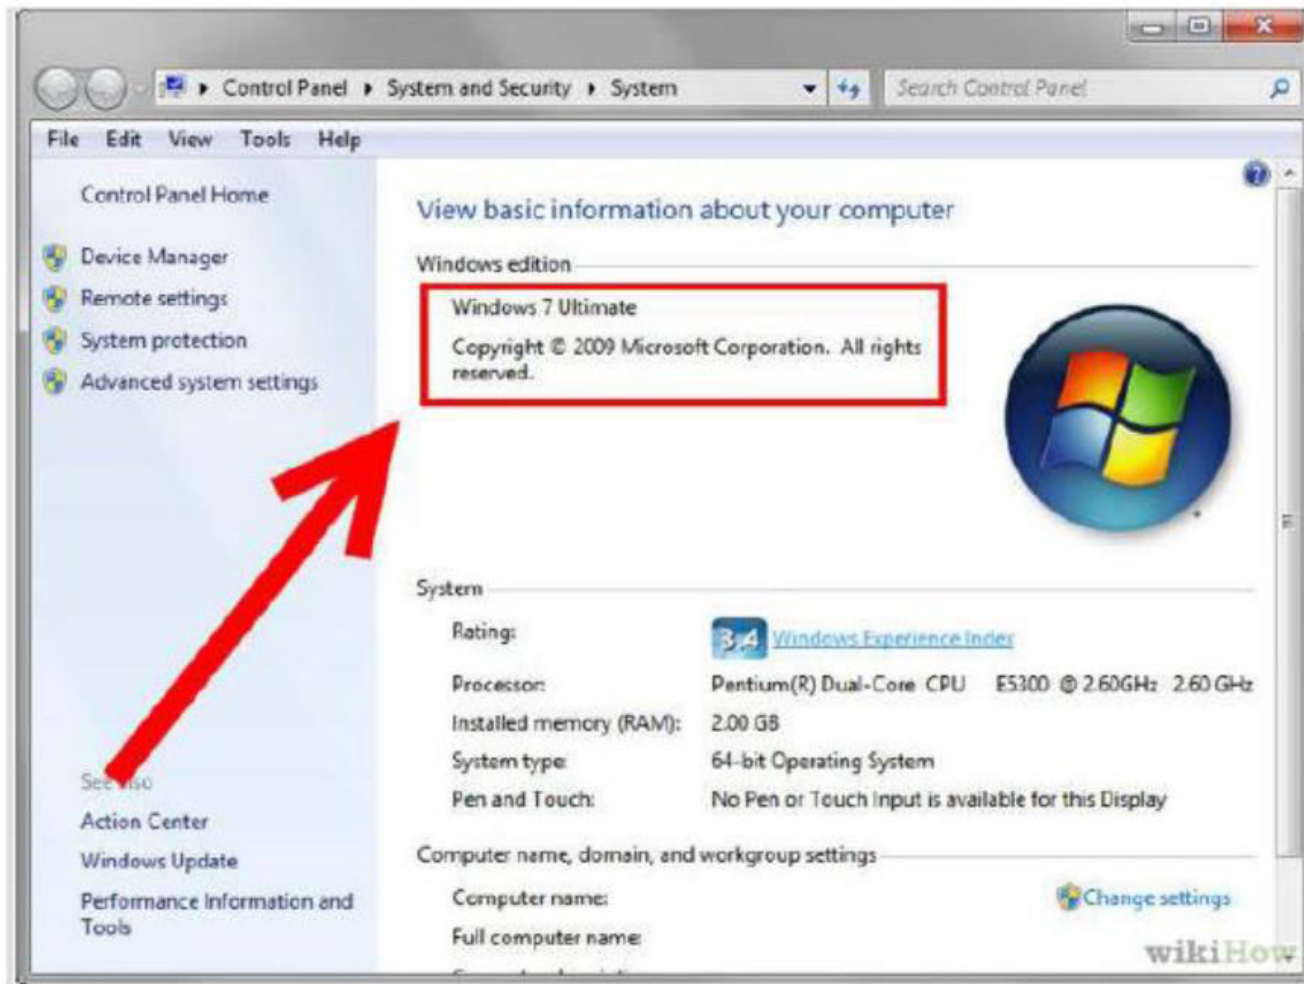 Control Panel System and Security System
Search Control Panel
File Edit View Tools Help
Control Panel Home
Device Manager
Remote settings
System protection
Advanced system settings
See also
Action Center
Windows Update
Performance Information and
Tools
View basic information about your computer
Windows edition
Windows 7 Ultimate
Copyright © 2009 Microsoft Corporation. All rights
reserved.
System
Rating: 3.4 Windows Experience Index
Processor: Pentium(R) Dual-Core CPU E5300 @ 2.60GHz 2.60 GHz
Installed memory (RAM): 2.00 GB
System type: 64-bit Operating System
Pen and Touch: No Pen or Touch Input is available for this Display
Computer name, domain, and workgroup settings
Computer name: Change settings
Full computer name:
wikiHow